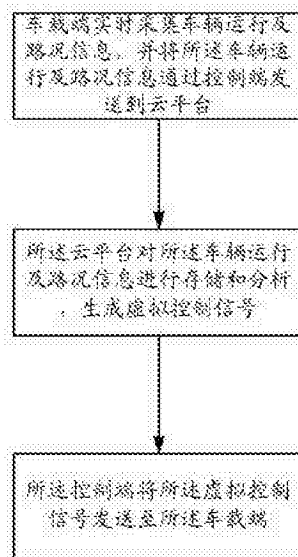 车载端实时采集车辆运行及
路况信息，并将所述车辆运
行及路况信息通过控制端发
送到云平台
所述云平台对所述车辆运行
及路况信息进行存储和分析
，生成虚拟控制信号
所述控制端将所述虚拟控制
信号发送至所述车载端